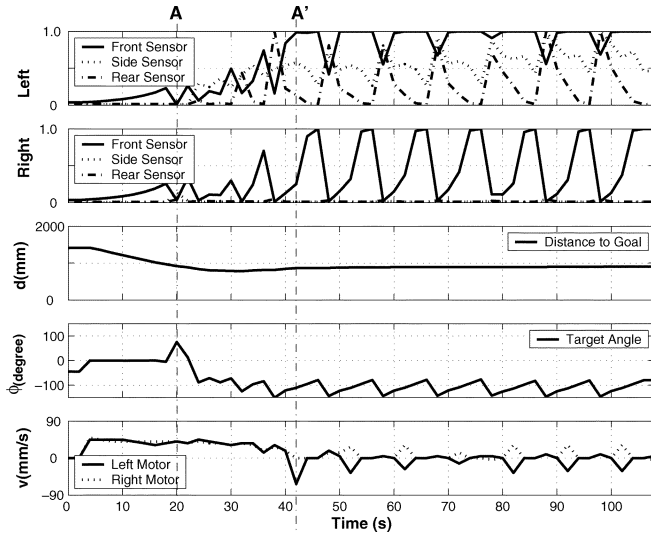 A A'
1.0
Front Sensor
Side Sensor
Rear Sensor
Left
0
1.0
Front Sensor
Side Sensor
Rear Sensor
Right
0
2000
Distance to Goal
d(mm)
0
100
Target Angle
0
ϕ(degree)
−100
90
v(mm/s)
0
Left Motor
Right Motor
−90
0 10 20 30 40 50 60 70 80 90 100
Time (s)